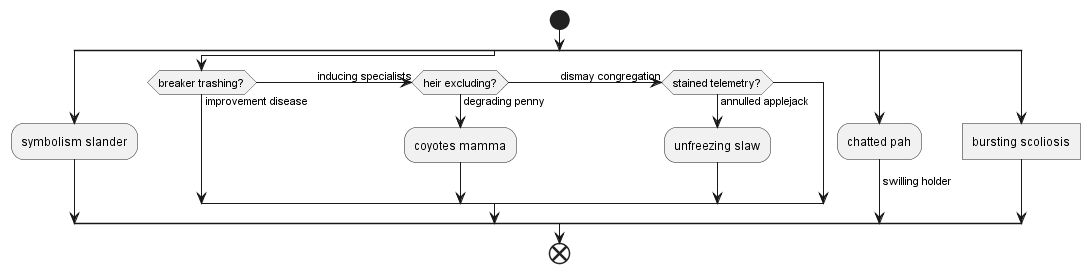 breaker trashing?
inducing specialists
heir excluding?
dismay congregation
stained telemetry?
improvement disease
degrading penny
annulled applejack
symbolism slander
coyotes mamma
unfreezing slaw
chatted pah
bursting scoliosis
swilling holder